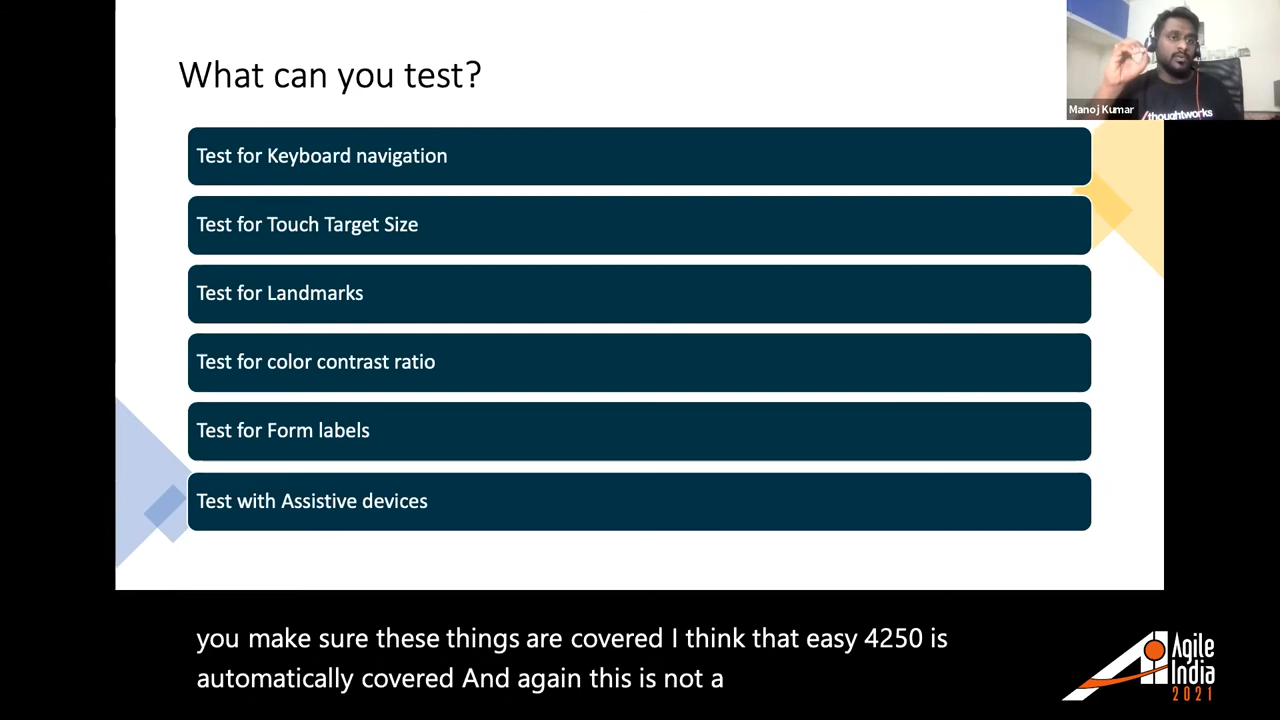 What can you test?
Manoj Kumar
/thoughtworks
Test for Keyboard navigation
Test for Touch Target Size
Test for Landmarks
Test for color contrast ratio
Test for Form labels
Test with Assistive devices
you make sure these things are covered I think that easy 4250 is
automatically covered And again this is not a
Agile
India
2021